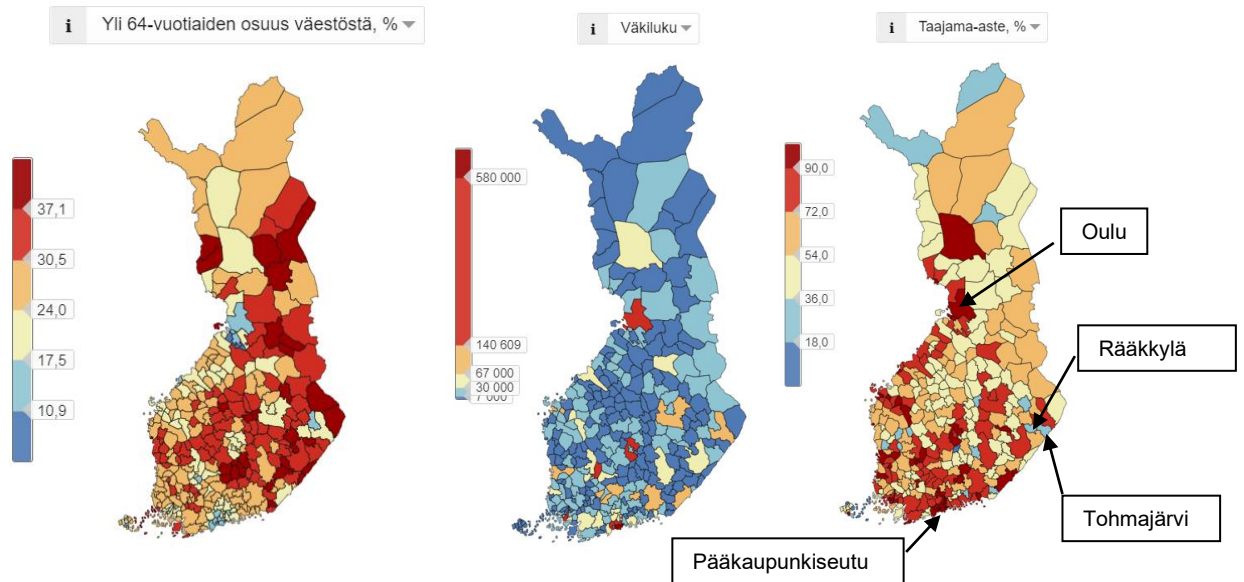 i Yli 64-vuotiaiden osuus väestöstä, %
37,1
30,5
24,0
17,5
10,9
i Väkiluku
580 000
140 609
67 000
30 000
7 000
i Taajama-aste, %
90,0
72,0
54,0
36,0
18,0
Oulu
Rääkkylä
Tohmajärvi
Pääkaupunkiseutu